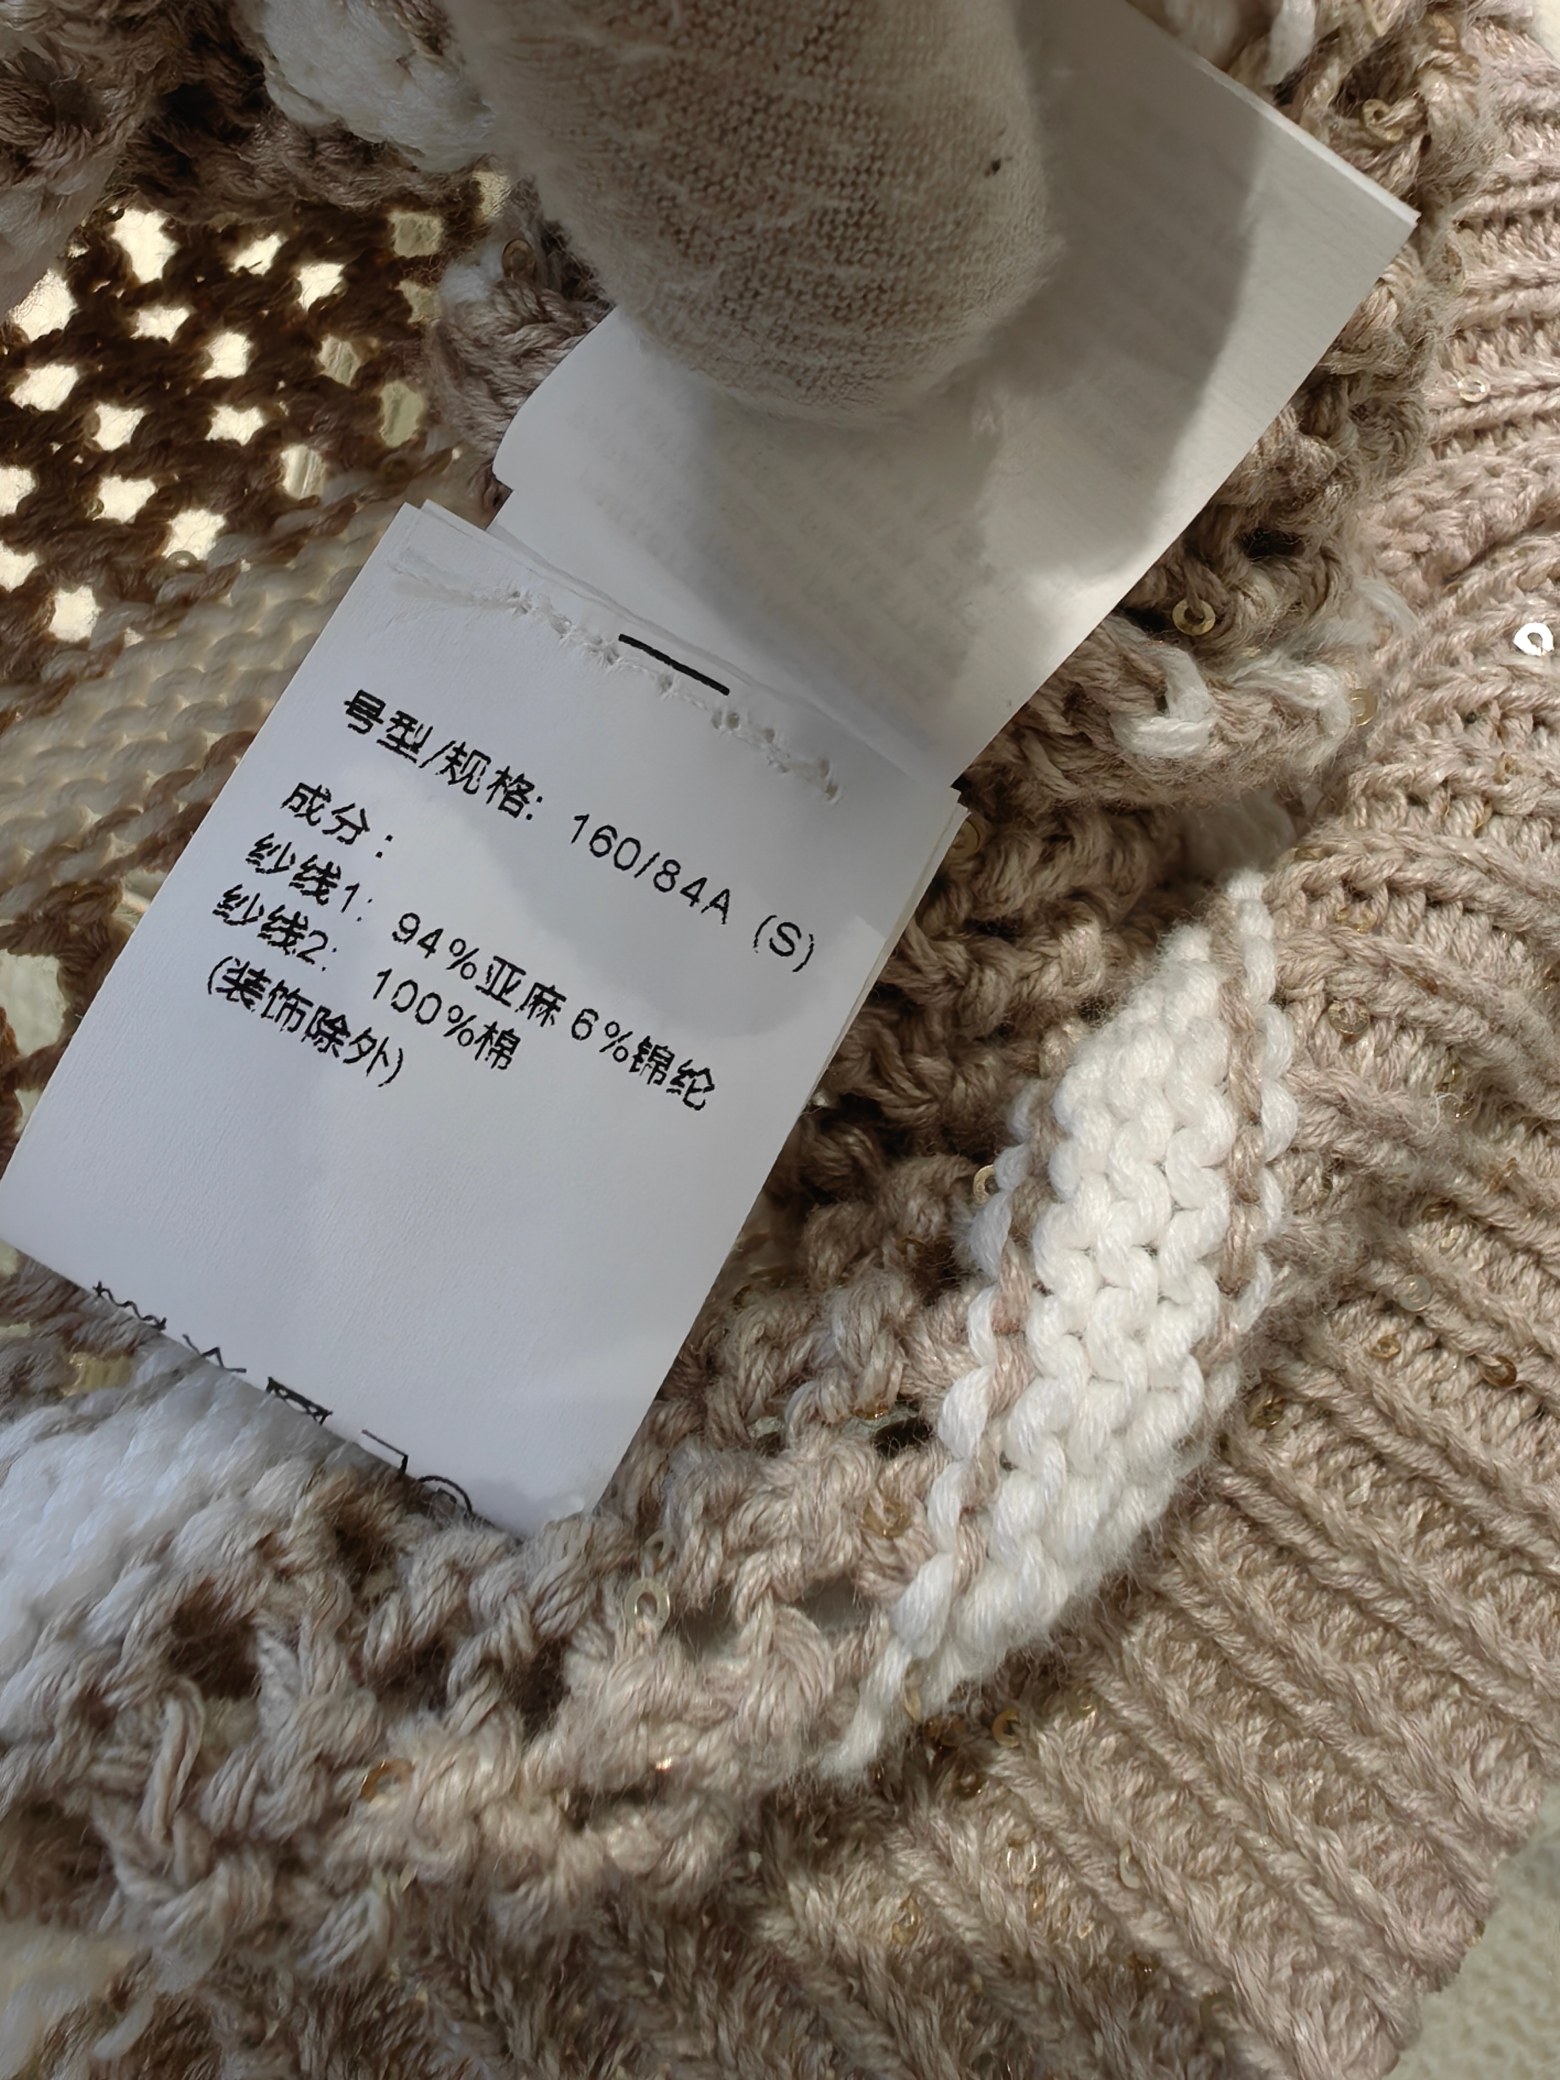 号型/规格: 160/84A (S)
成分:
纱线1: 94%亚麻 6%锦纶
纱线2: 100%棉
(装饰除外)